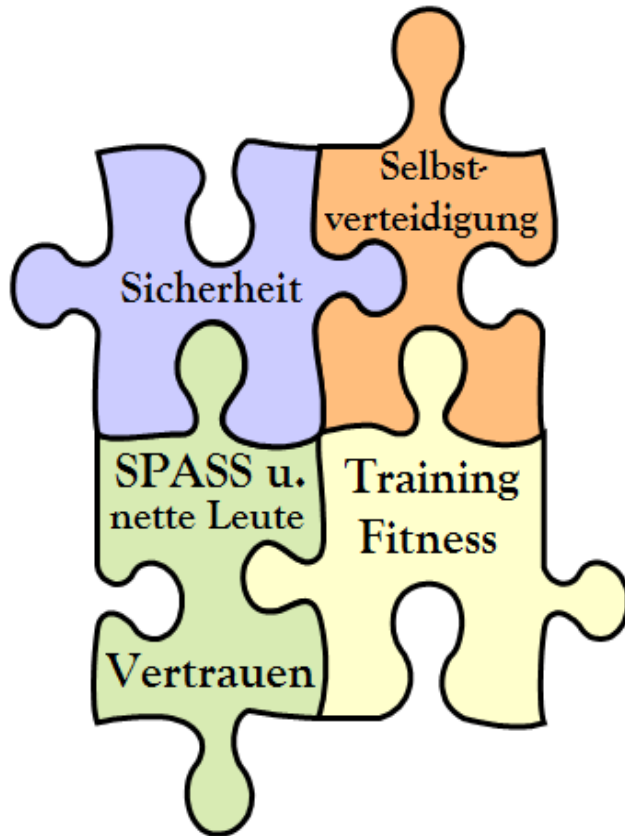 Selbst-
verteidigung
Sicherheit
SPASS u.
nette Leute
Vertrauen
Training
Fitness